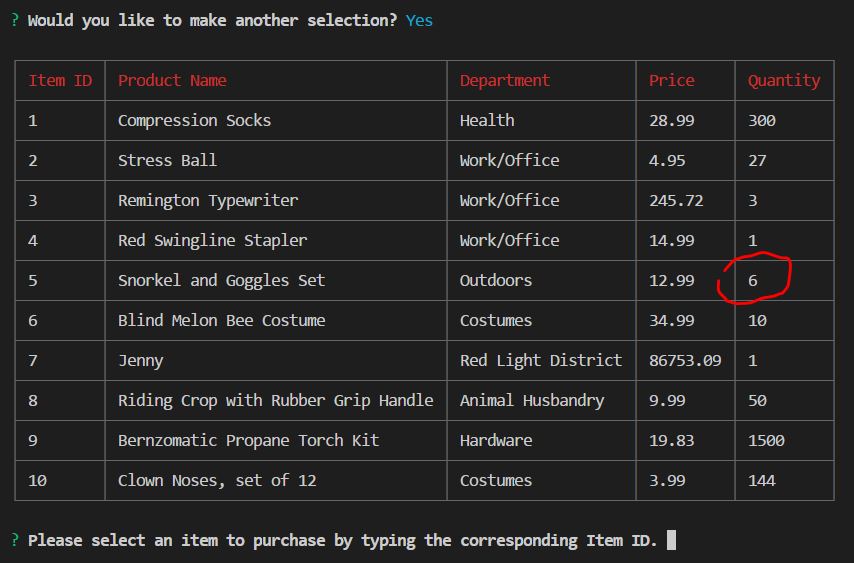 ? Would you like to make another selection? Yes
Item ID Product Name Department Price Quantity
1 Compression Socks Health 28.99 300
2 Stress Ball Work/Office 4.95 27
3 Remington Typewriter Work/Office 245.72 3
4 Red Swingline Stapler Work/Office 14.99 1
5 Snorkel and Goggles Set Outdoors 12.99 6
6 Blind Melon Bee Costume Costumes 34.99 10
7 Jenny Red Light District 86753.09 1
8 Riding Crop with Rubber Grip Handle Animal Husbandry 9.99 50
9 Bernzomatic Propane Torch Kit Hardware 19.83 1500
10 Clown Noses, set of 12 Costumes 3.99 144
? Please select an item to purchase by typing the corresponding Item ID.